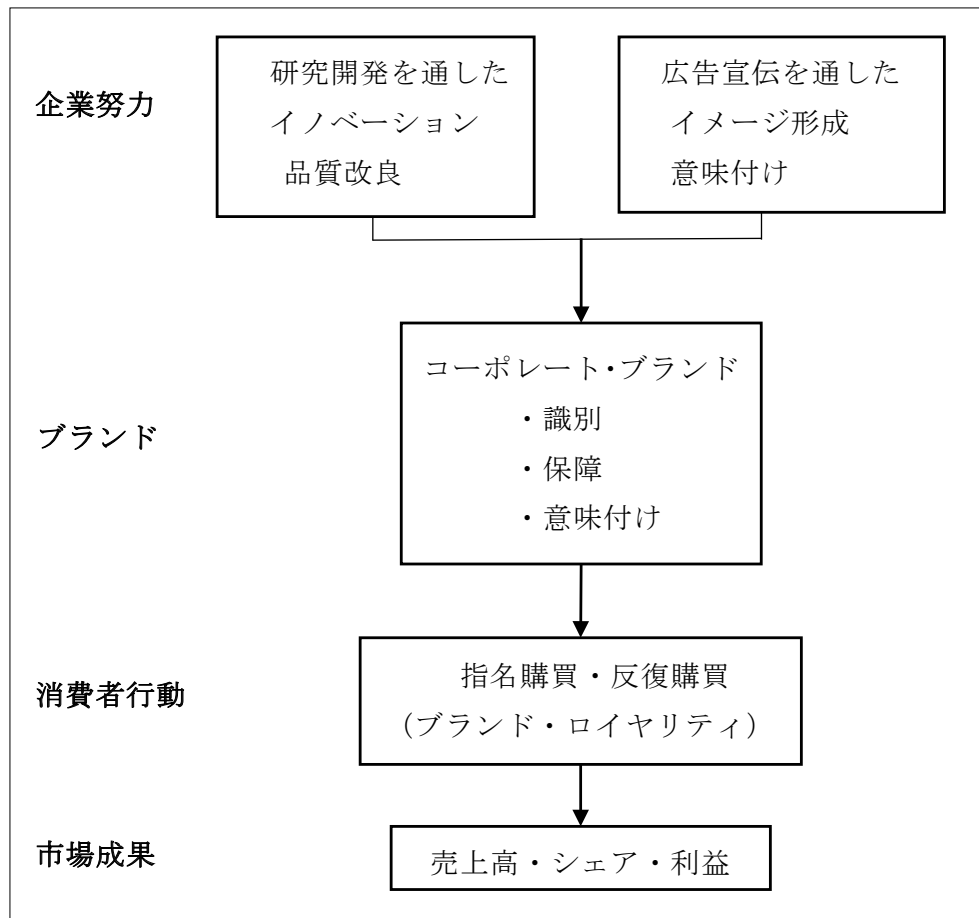 企業努力
研究開発を通した
イノベーション
品質改良
広告宣伝を通した
イメージ形成
意味付け
ブランド
コーポレート・ブランド
・識別
・保障
・意味付け
消費者行動
指名購買・反復購買
(ブランド・ロイヤリティ)
市場成果
売上高・シェア・利益